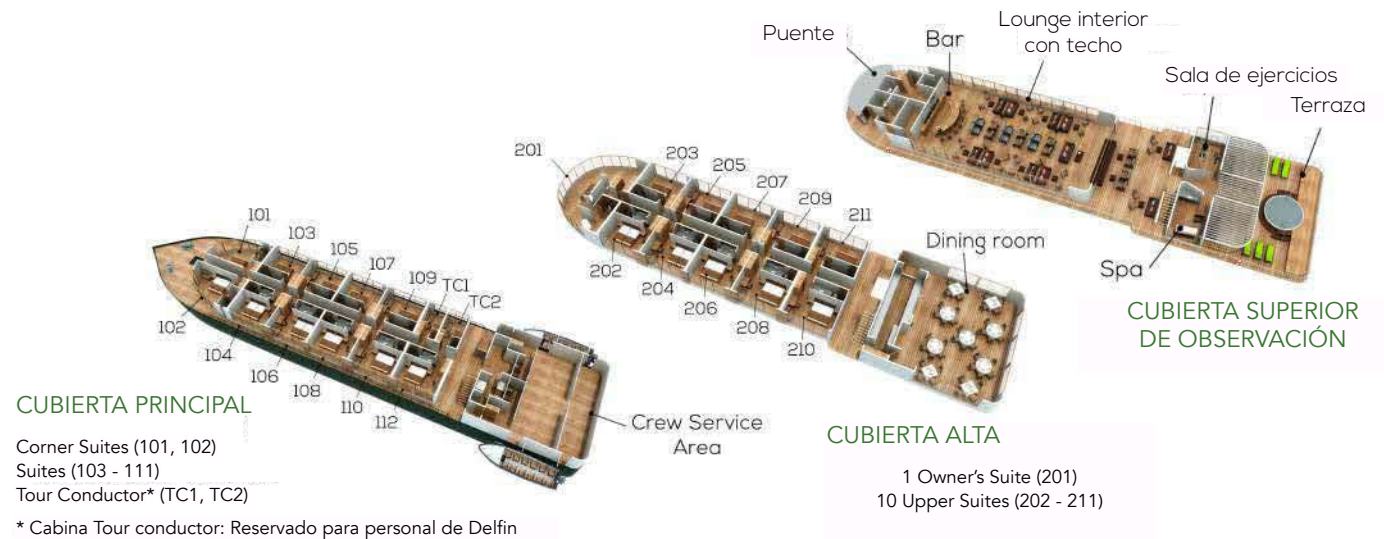 Puente
Bar
Lounge interior
con techo
Sala de ejercicios
Terraza
Spa
CUBIERTA SUPERIOR
DE OBSERVACIÓN
201
203
205
207
209
211
202
204
206
208
210
Dining room
CUBIERTA ALTA
1 Owner's Suite (201)
10 Upper Suites (202 - 211)
101
103
105
107
109
TC1
TC2
102
104
106
108
110
112
Crew Service
Area
CUBIERTA PRINCIPAL
Corner Suites (101, 102)
Suites (103 - 111)
Tour Conductor* (TC1, TC2)
* Cabina Tour conductor: Reservado para personal de Delfin